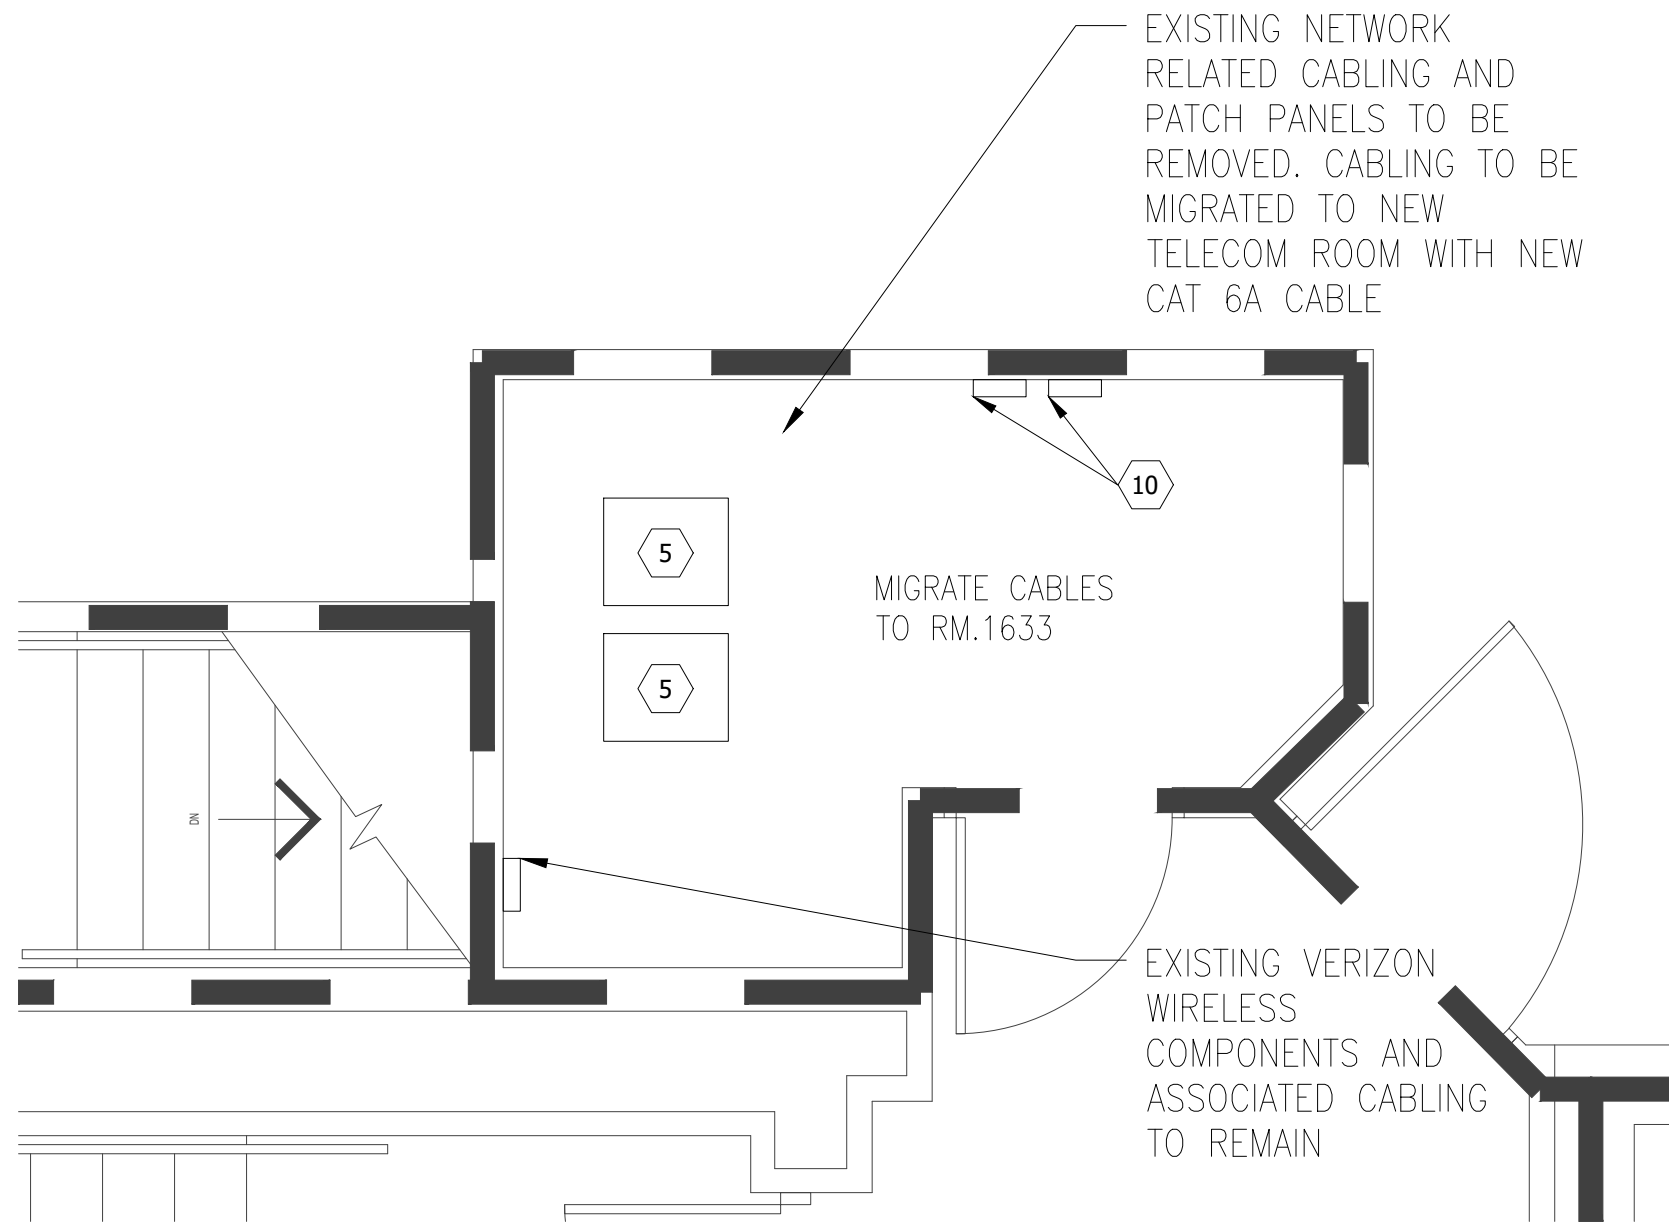 EXISTING NETWORK
RELATED CABLING AND
PATCH PANELS TO BE
REMOVED. CABLING TO BE
MIGRATED TO NEW
TELECOM ROOM WITH NEW
CAT 6A CABLE
10
5
MIGRATE CABLES
TO RM.1633
5
DN
EXISTING VERIZON
WIRELESS
COMPONENTS AND
ASSOCIATED CABLING
TO REMAIN